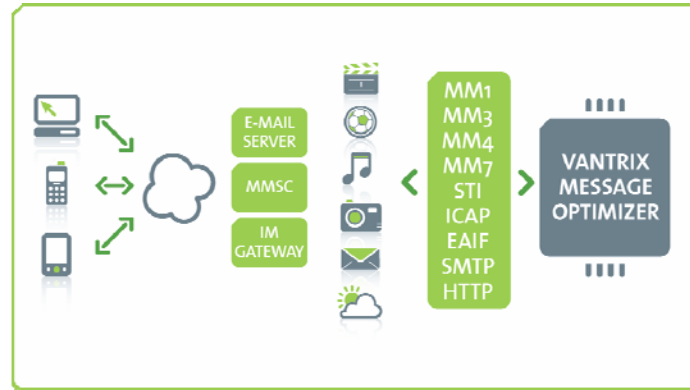 E-MAIL
SERVER
MMSC
IM
GATEWAY
MM1
MM3
MM4
MM7
STI
ICAP
EAIF
SMTP
HTTP
VANTRIX
MESSAGE
OPTIMIZER